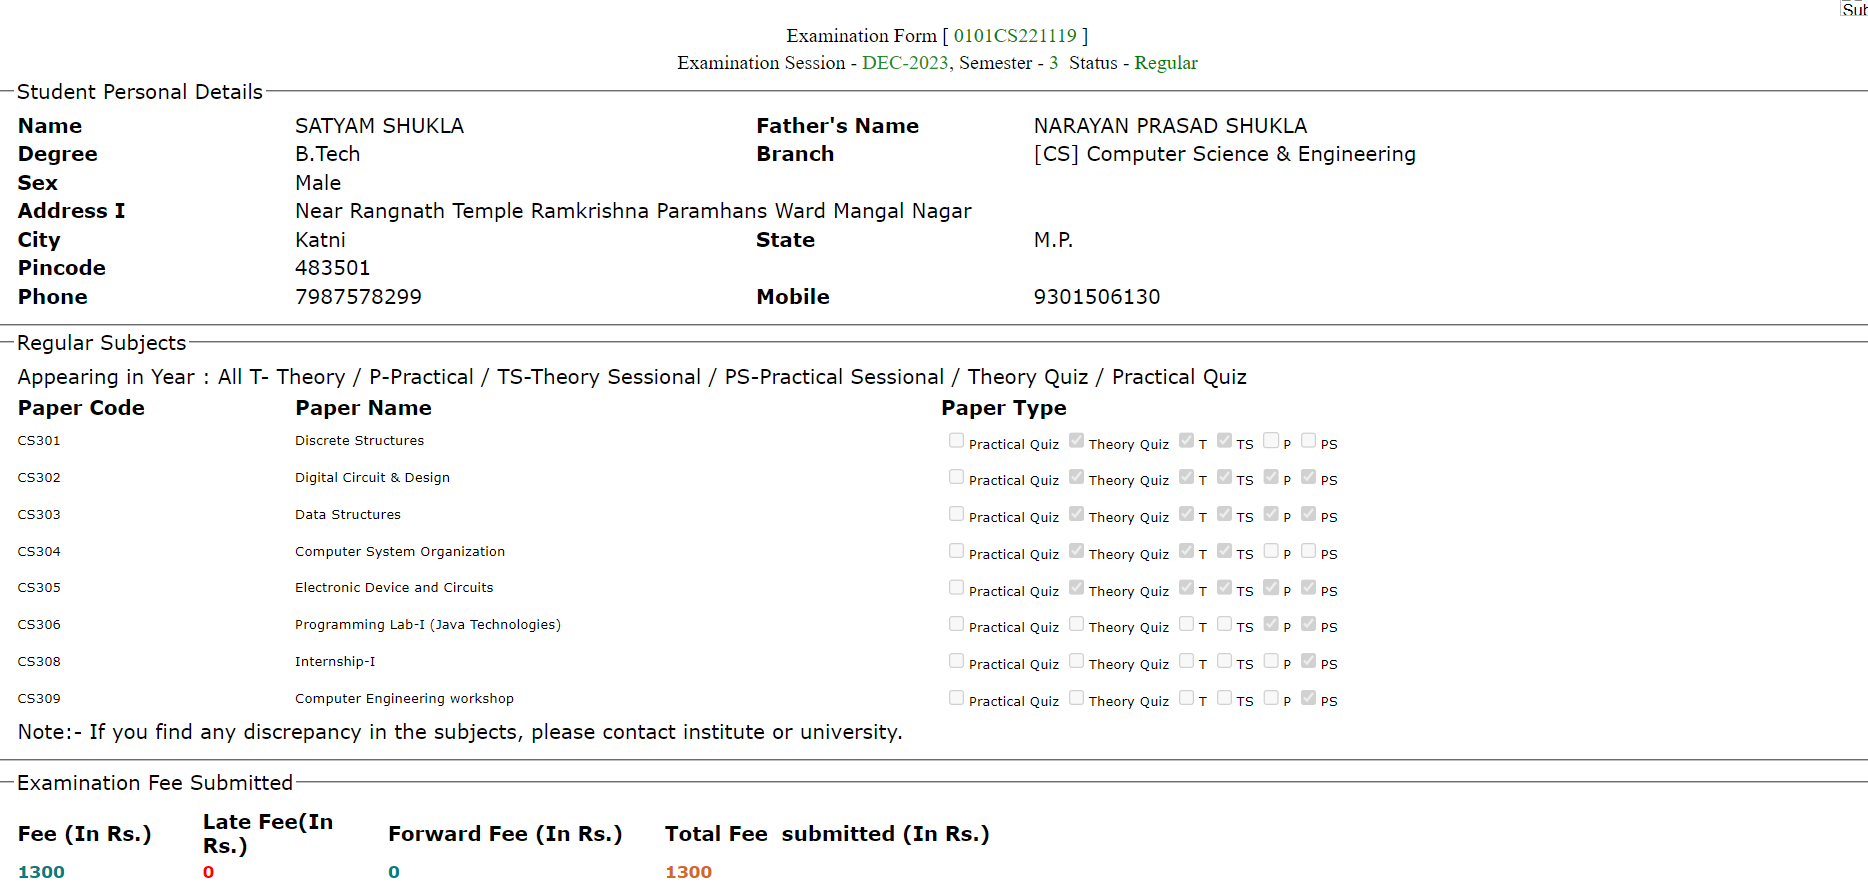 Sub
Examination Form [ 0101CS221119 ]
Examination Session - DEC-2023, Semester - 3 Status - Regular
Student Personal Details
Name SATYAM SHUKLA Father's Name NARAYAN PRASAD SHUKLA
Degree B.Tech Branch [CS] Computer Science & Engineering
Sex Male
Address I Near Rangnath Temple Ramkrishna Paramhans Ward Mangal Nagar
City Katni State M.P.
Pincode 483501
Phone 7987578299 Mobile 9301506130
Regular Subjects
Appearing in Year : All T- Theory / P-Practical / TS-Theory Sessional / PS-Practical Sessional / Theory Quiz / Practical Quiz
Paper Code Paper Name Paper Type
CS301 Discrete Structures Practical Quiz Theory Quiz T TS P PS
CS302 Digital Circuit & Design Practical Quiz Theory Quiz T TS P PS
CS303 Data Structures Practical Quiz Theory Quiz T TS P PS
CS304 Computer System Organization Practical Quiz Theory Quiz T TS P PS
CS305 Electronic Device and Circuits Practical Quiz Theory Quiz T TS P PS
CS306 Programming Lab-I (Java Technologies) Practical Quiz Theory Quiz T TS P PS
CS308 Internship-I Practical Quiz Theory Quiz T TS P PS
CS309 Computer Engineering workshop Practical Quiz Theory Quiz T TS P PS
Note:- If you find any discrepancy in the subjects, please contact institute or university.
Examination Fee Submitted
Fee (In Rs.) Late Fee(In Rs.) Forward Fee (In Rs.) Total Fee submitted (In Rs.)
1300 0 0 1300